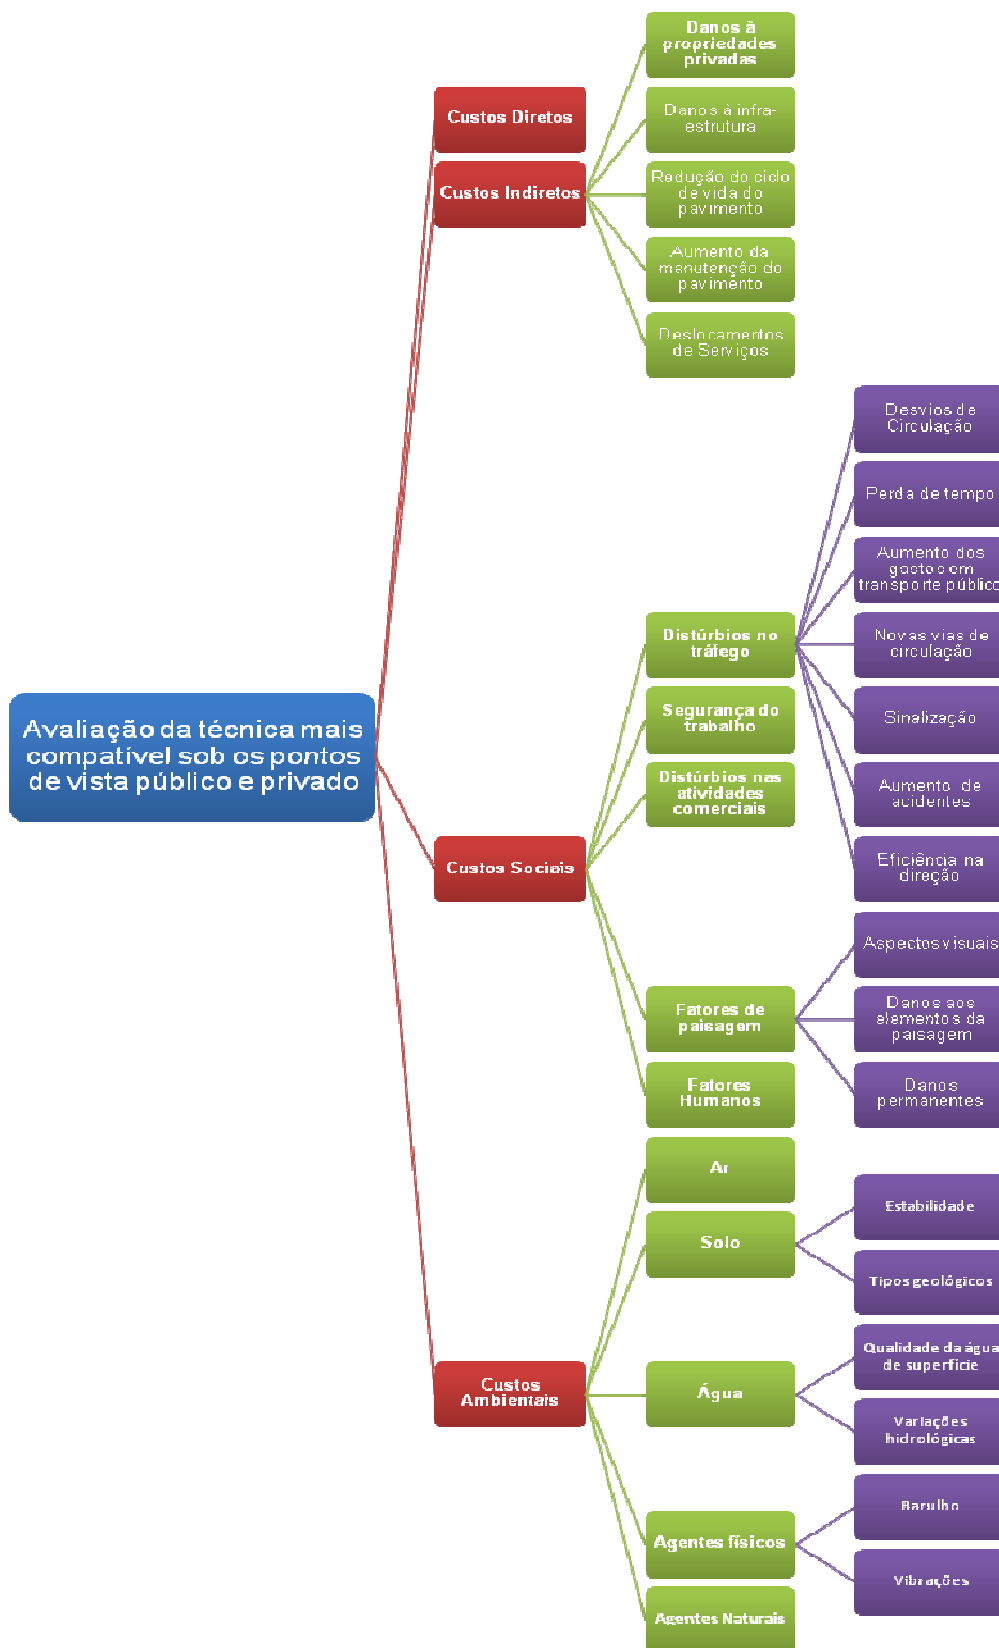 Danos à
propriedades
privadas
Custos Diretos
Danos à infra-
estrutura
Custos Indiretos
Redução do ciclo
de vida do
pavimento
Aumento da
manutenção do
pavimento
Deslocamentos
de Serviços
Desvios de
Circulação
Perda de tempo
Aumento dos
gastos em
transporte público
Distúrbios no
tráfego
Novas vias de
circulação
Avaliação da técnica mais
compatível sob os pontos
de vista público e privado
Segurança do
trabalho
Sinalização
Distúrbios nas
atividades
comerciais
Aumento de
acidentes
Custos Sociais
Eficiência na
direção
Aspectos visuais
Fatores de
paisagem
Danos aos
elementos da
paisagem
Fatores
Humanos
Danos
permanentes
Ar
Estabilidade
Solo
Tipos geológicos
Qualidade da água
de superfície
Custos
Ambientais
Água
Variações
hidrológicas
Barulho
Agentes físicos
Vibrações
Agentes Naturais